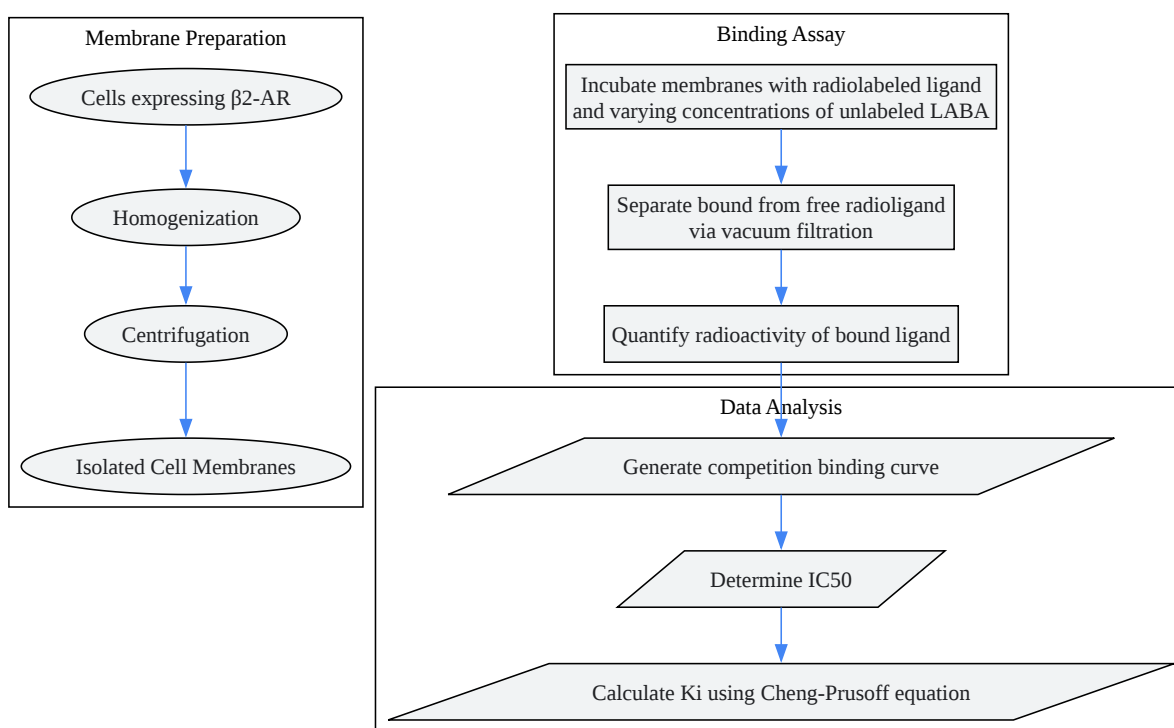 Membrane Preparation
Cells expressing β2-AR
Homogenization
Centrifugation
Isolated Cell Membranes
Binding Assay
Incubate membranes with radiolabeled ligand
and varying concentrations of unlabeled LABA
Separate bound from free radioligand
via vacuum filtration
Quantify radioactivity of bound ligand
Data Analysis
Generate competition binding curve
Determine IC50
Calculate Ki using Cheng-Prusoff equation